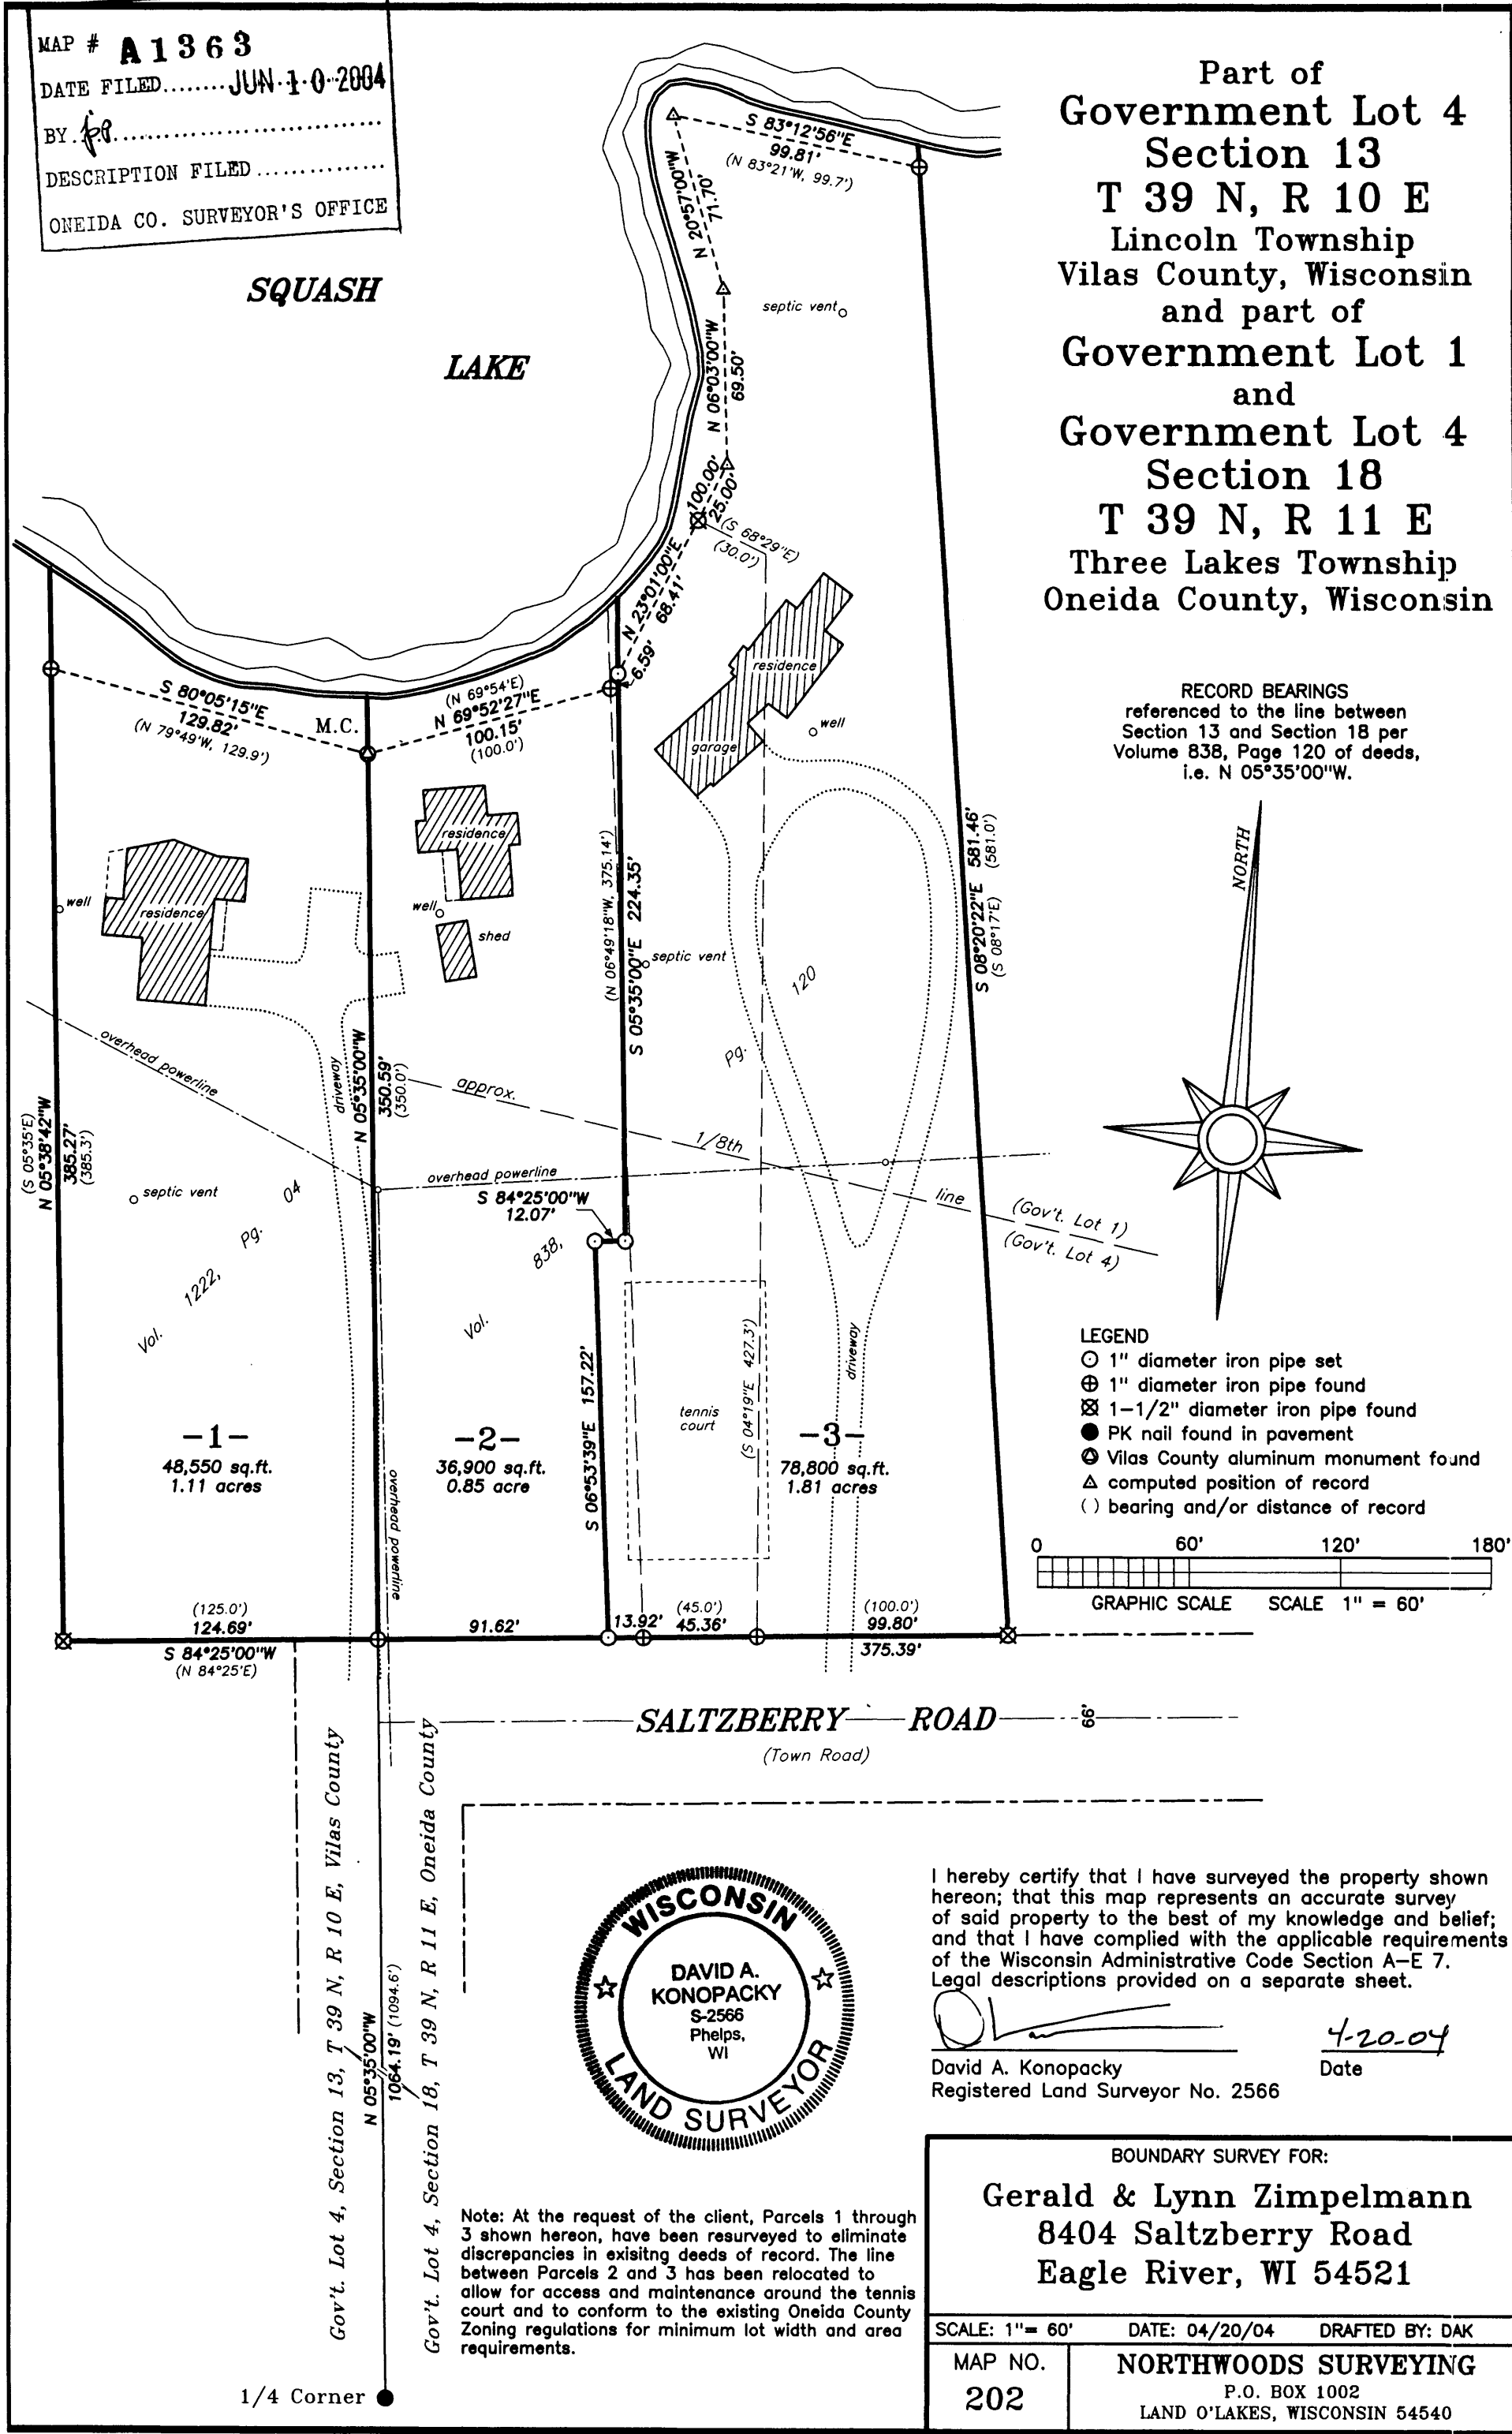 MAP # A1363
DATE FILED........JUN 10 2004
BY..................................
DESCRIPTION FILED................
ONEIDA CO. SURVEYOR'S OFFICE
Part of
Government Lot 4
Section 13
T 39 N, R 10 E
Lincoln Township
Vilas County, Wisconsin
and part of
Government Lot 1
and
Government Lot 4
Section 18
T 39 N, R 11 E
Three Lakes Township
Oneida County, Wisconsin
SQUASH
LAKE
S 83°12'56"E
99.81'
(N 83°21'W, 99.7')
N 20°57'00"W
71.70'
septic vent
N 06°03'00"W
69.50'
100.00'
25.00'
(S 68°29"E)
(30.0')
N 23°01'00"E
68.41'
6.59'
S 80°05'15"E
129.82'
(N 79°49'W, 129.9')
M.C.
(N 69°54'E)
N 69°52'27"E
100.15'
(100.0')
residence
garage
well
RECORD BEARINGS
referenced to the line between
Section 13 and Section 18 per
Volume 838, Page 120 of deeds,
i.e. N 05°35'00"W.
NORTH
residence
well
shed
well
residence
(N 06°49'18"W, 375.14')
S 05°35'00"E 224.35'
septic vent
S 08°20'22"E 581.46'
(S 08°17'E) (581.0')
overhead powerline
driveway
N 05°35'00"W
350.59'
(350.0')
approx.
1/8th
line
(Gov't. Lot 1)
(Gov't. Lot 4)
(S 05°35'E)
N 05°38'42"W
385.27'
(385.3')
septic vent
overhead powerline
S 84°25'00"W
12.07'
Vol. 1222, Pg. 04
Vol. 838, Pg. 120
S 06°53'39"E 157.22'
tennis
court
(S 04°19"E 427.3')
driveway
-1-
48,550 sq.ft.
1.11 acres
-2-
36,900 sq.ft.
0.85 acre
-3-
78,800 sq.ft.
1.81 acres
overhead powerline
LEGEND
1" diameter iron pipe set
1" diameter iron pipe found
1-1/2" diameter iron pipe found
PK nail found in pavement
Vilas County aluminum monument found
computed position of record
( ) bearing and/or distance of record
0 60' 120' 180'
GRAPHIC SCALE SCALE 1" = 60'
(125.0')
124.69'
S 84°25'00"W
(N 84°25'E)
91.62'
13.92'
(45.0')
45.36'
(100.0')
99.80'
375.39'
SALTZBERRY ROAD
(Town Road)
66'
Gov't. Lot 4, Section 13, T 39 N, R 10 E, Vilas County
N 05°35'00"W
1064.19' (1094.6')
Gov't. Lot 4, Section 18, T 39 N, R 11 E, Oneida County
1/4 Corner
WISCONSIN
DAVID A.
KONOPACKY
S-2566
Phelps,
WI
LAND SURVEYOR
I hereby certify that I have surveyed the property shown
hereon; that this map represents an accurate survey
of said property to the best of my knowledge and belief;
and that I have complied with the applicable requirements
of the Wisconsin Administrative Code Section A-E 7.
Legal descriptions provided on a separate sheet.
4-20-04
David A. Konopacky Date
Registered Land Surveyor No. 2566
Note: At the request of the client, Parcels 1 through
3 shown hereon, have been resurveyed to eliminate
discrepancies in exisitng deeds of record. The line
between Parcels 2 and 3 has been relocated to
allow for access and maintenance around the tennis
court and to conform to the existing Oneida County
Zoning regulations for minimum lot width and area
requirements.
BOUNDARY SURVEY FOR:
Gerald & Lynn Zimpelmann
8404 Saltzberry Road
Eagle River, WI 54521
SCALE: 1"= 60' DATE: 04/20/04 DRAFTED BY: DAK
MAP NO.
202
NORTHWOODS SURVEYING
P.O. BOX 1002
LAND O'LAKES, WISCONSIN 54540